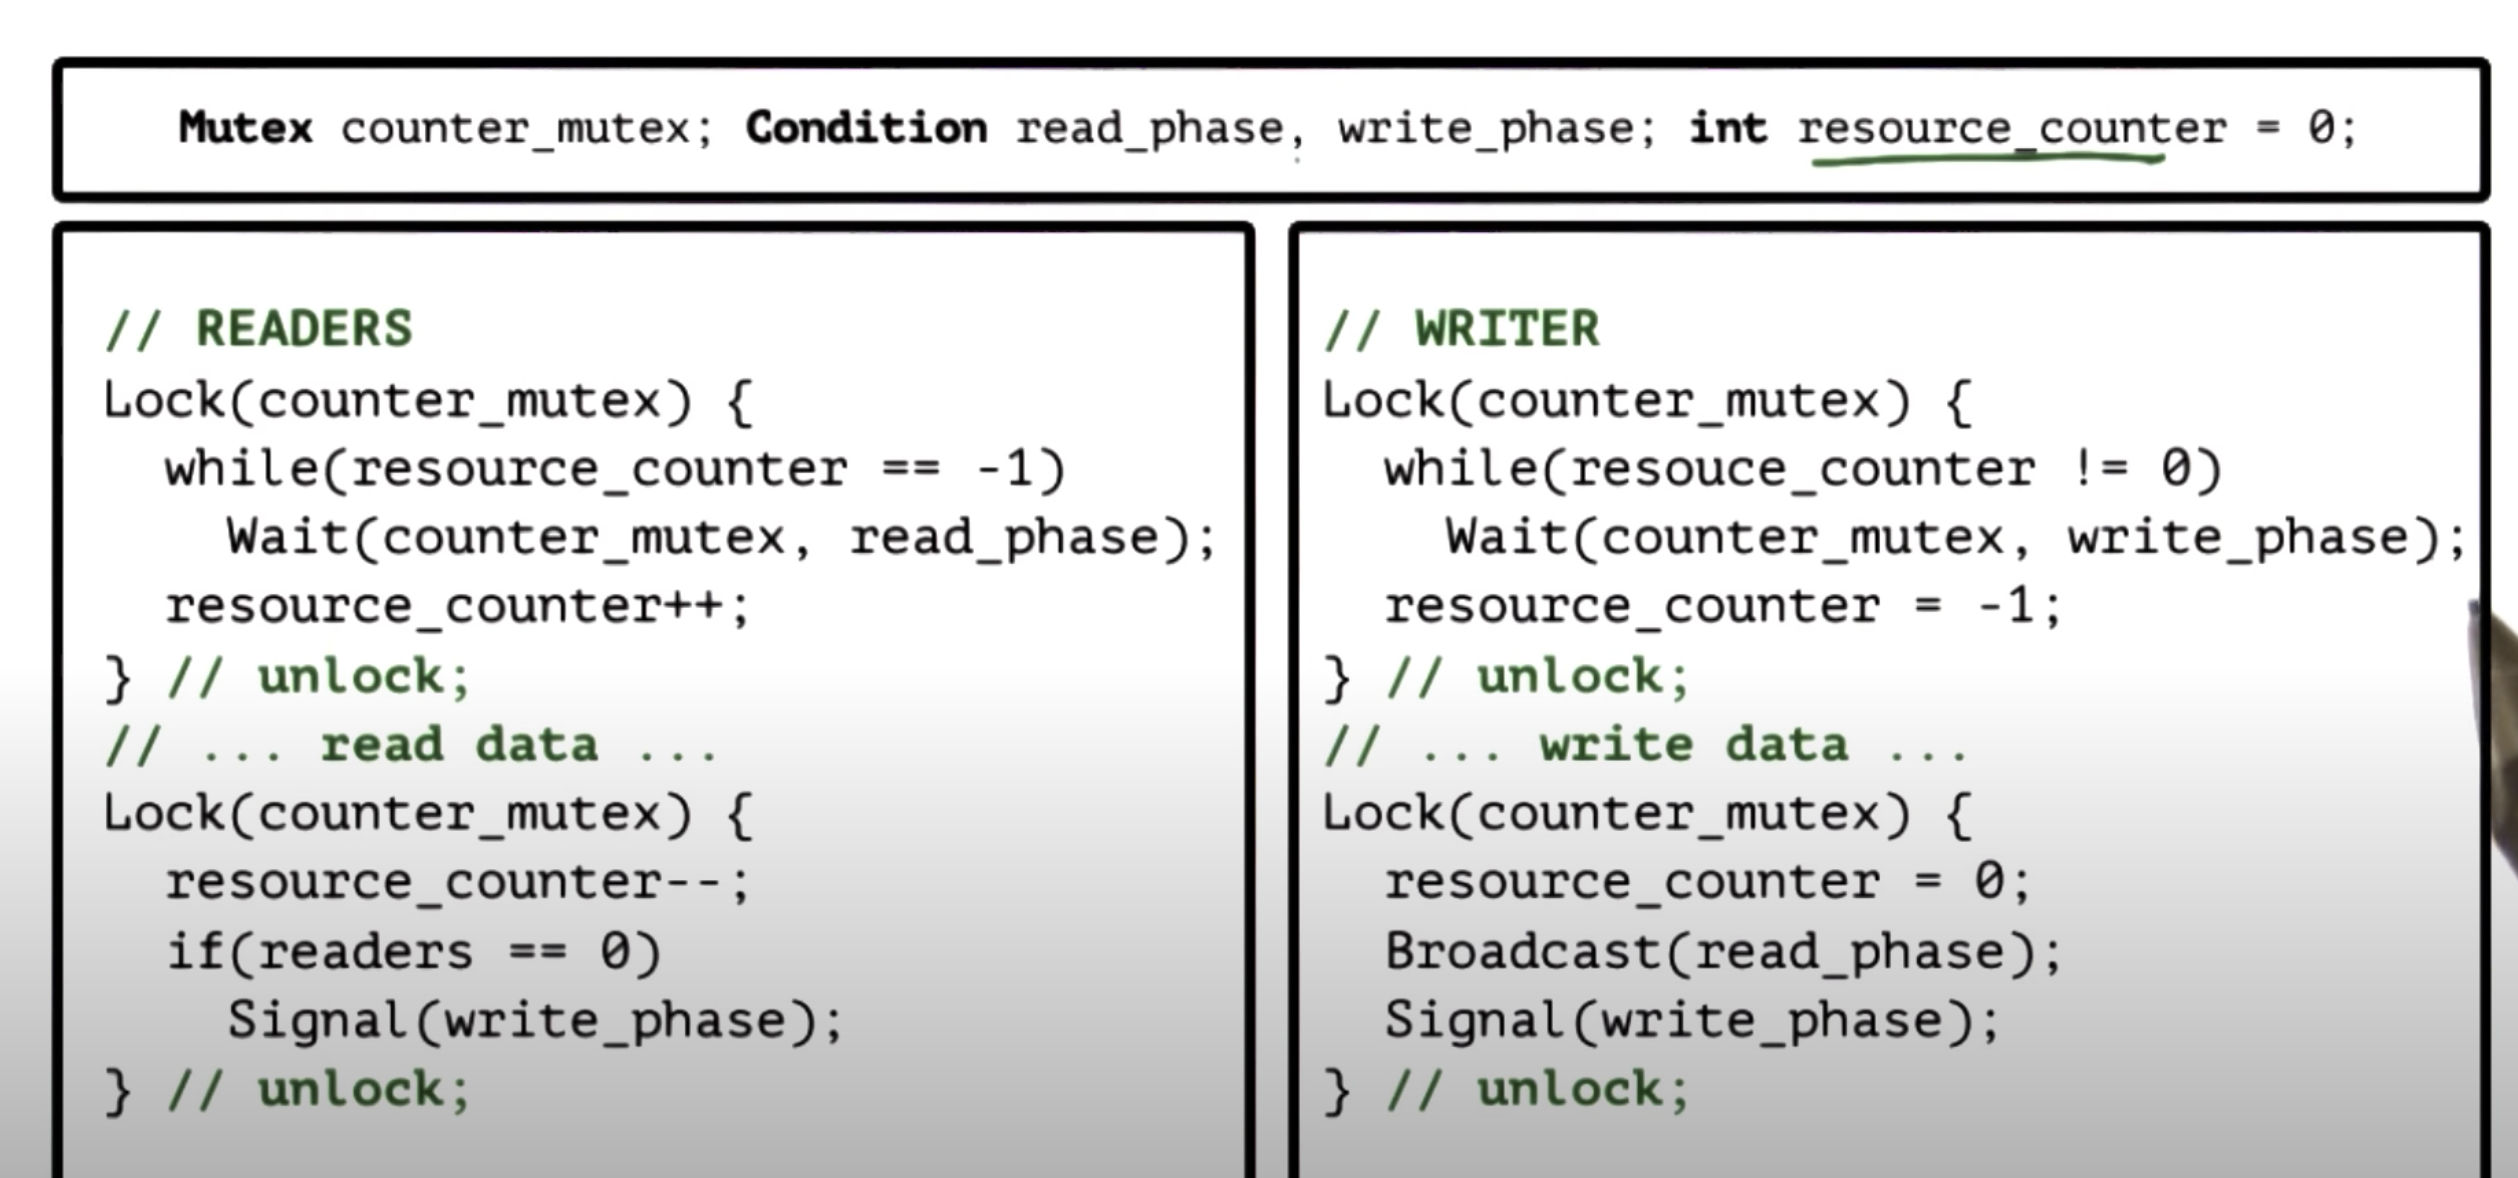 Mutex counter_mutex; Condition read_phase, write_phase; int resource_counter = 0;
// READERS
Lock(counter_mutex) {
  while(resource_counter == -1)
    Wait(counter_mutex, read_phase);
  resource_counter++;
} // unlock;
// ... read data ...
Lock(counter_mutex) {
  resource_counter--;
  if(readers == 0)
    Signal(write_phase);
} // unlock;
// WRITER
Lock(counter_mutex) {
  while(resouce_counter != 0)
    Wait(counter_mutex, write_phase);
  resource_counter = -1;
} // unlock;
// ... write data ...
Lock(counter_mutex) {
  resource_counter = 0;
  Broadcast(read_phase);
  Signal(write_phase);
} // unlock;